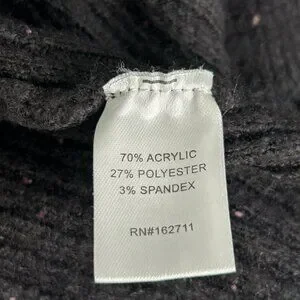 70% ACRYLIC
27% POLYESTER
3% SPANDEX
RN#162711